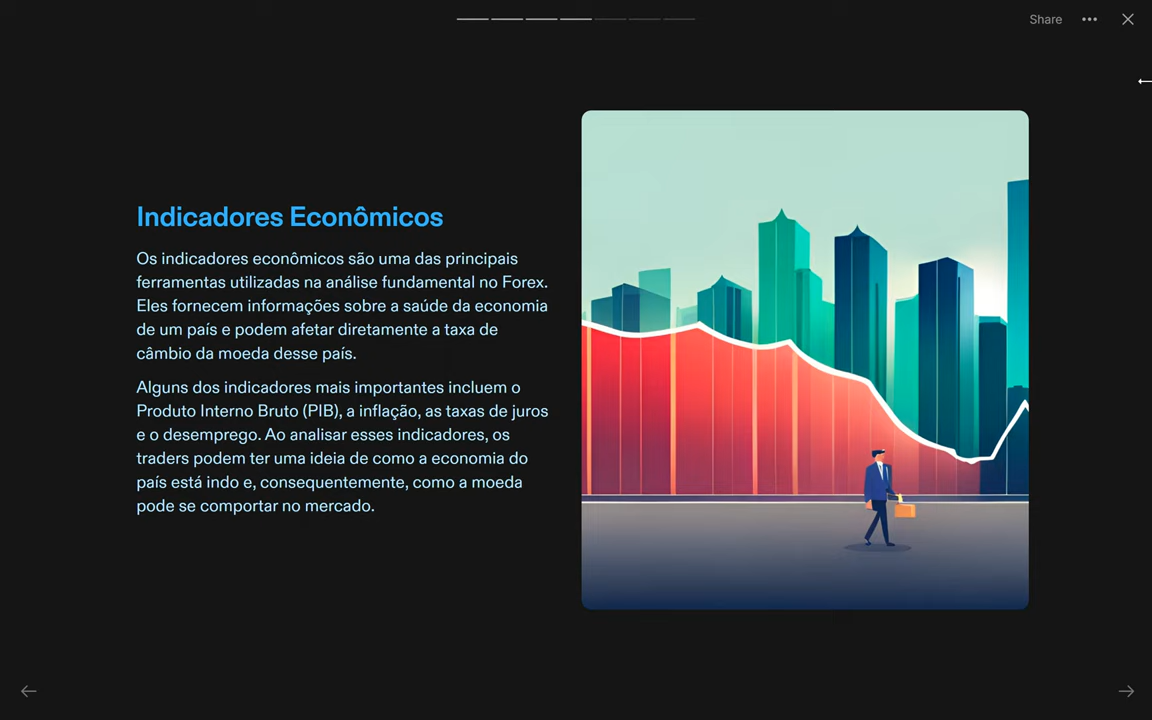 Share
Indicadores Econômicos
Os indicadores econômicos são uma das principais
ferramentas utilizadas na análise fundamental no Forex.
Eles fornecem informações sobre a saúde da economia
de um país e podem afetar diretamente a taxa de
câmbio da moeda desse país.
Alguns dos indicadores mais importantes incluem o
Produto Interno Bruto (PIB), a inflação, as taxas de juros
e o desemprego. Ao analisar esses indicadores, os
traders podem ter uma ideia de como a economia do
país está indo e, consequentemente, como a moeda
pode se comportar no mercado.